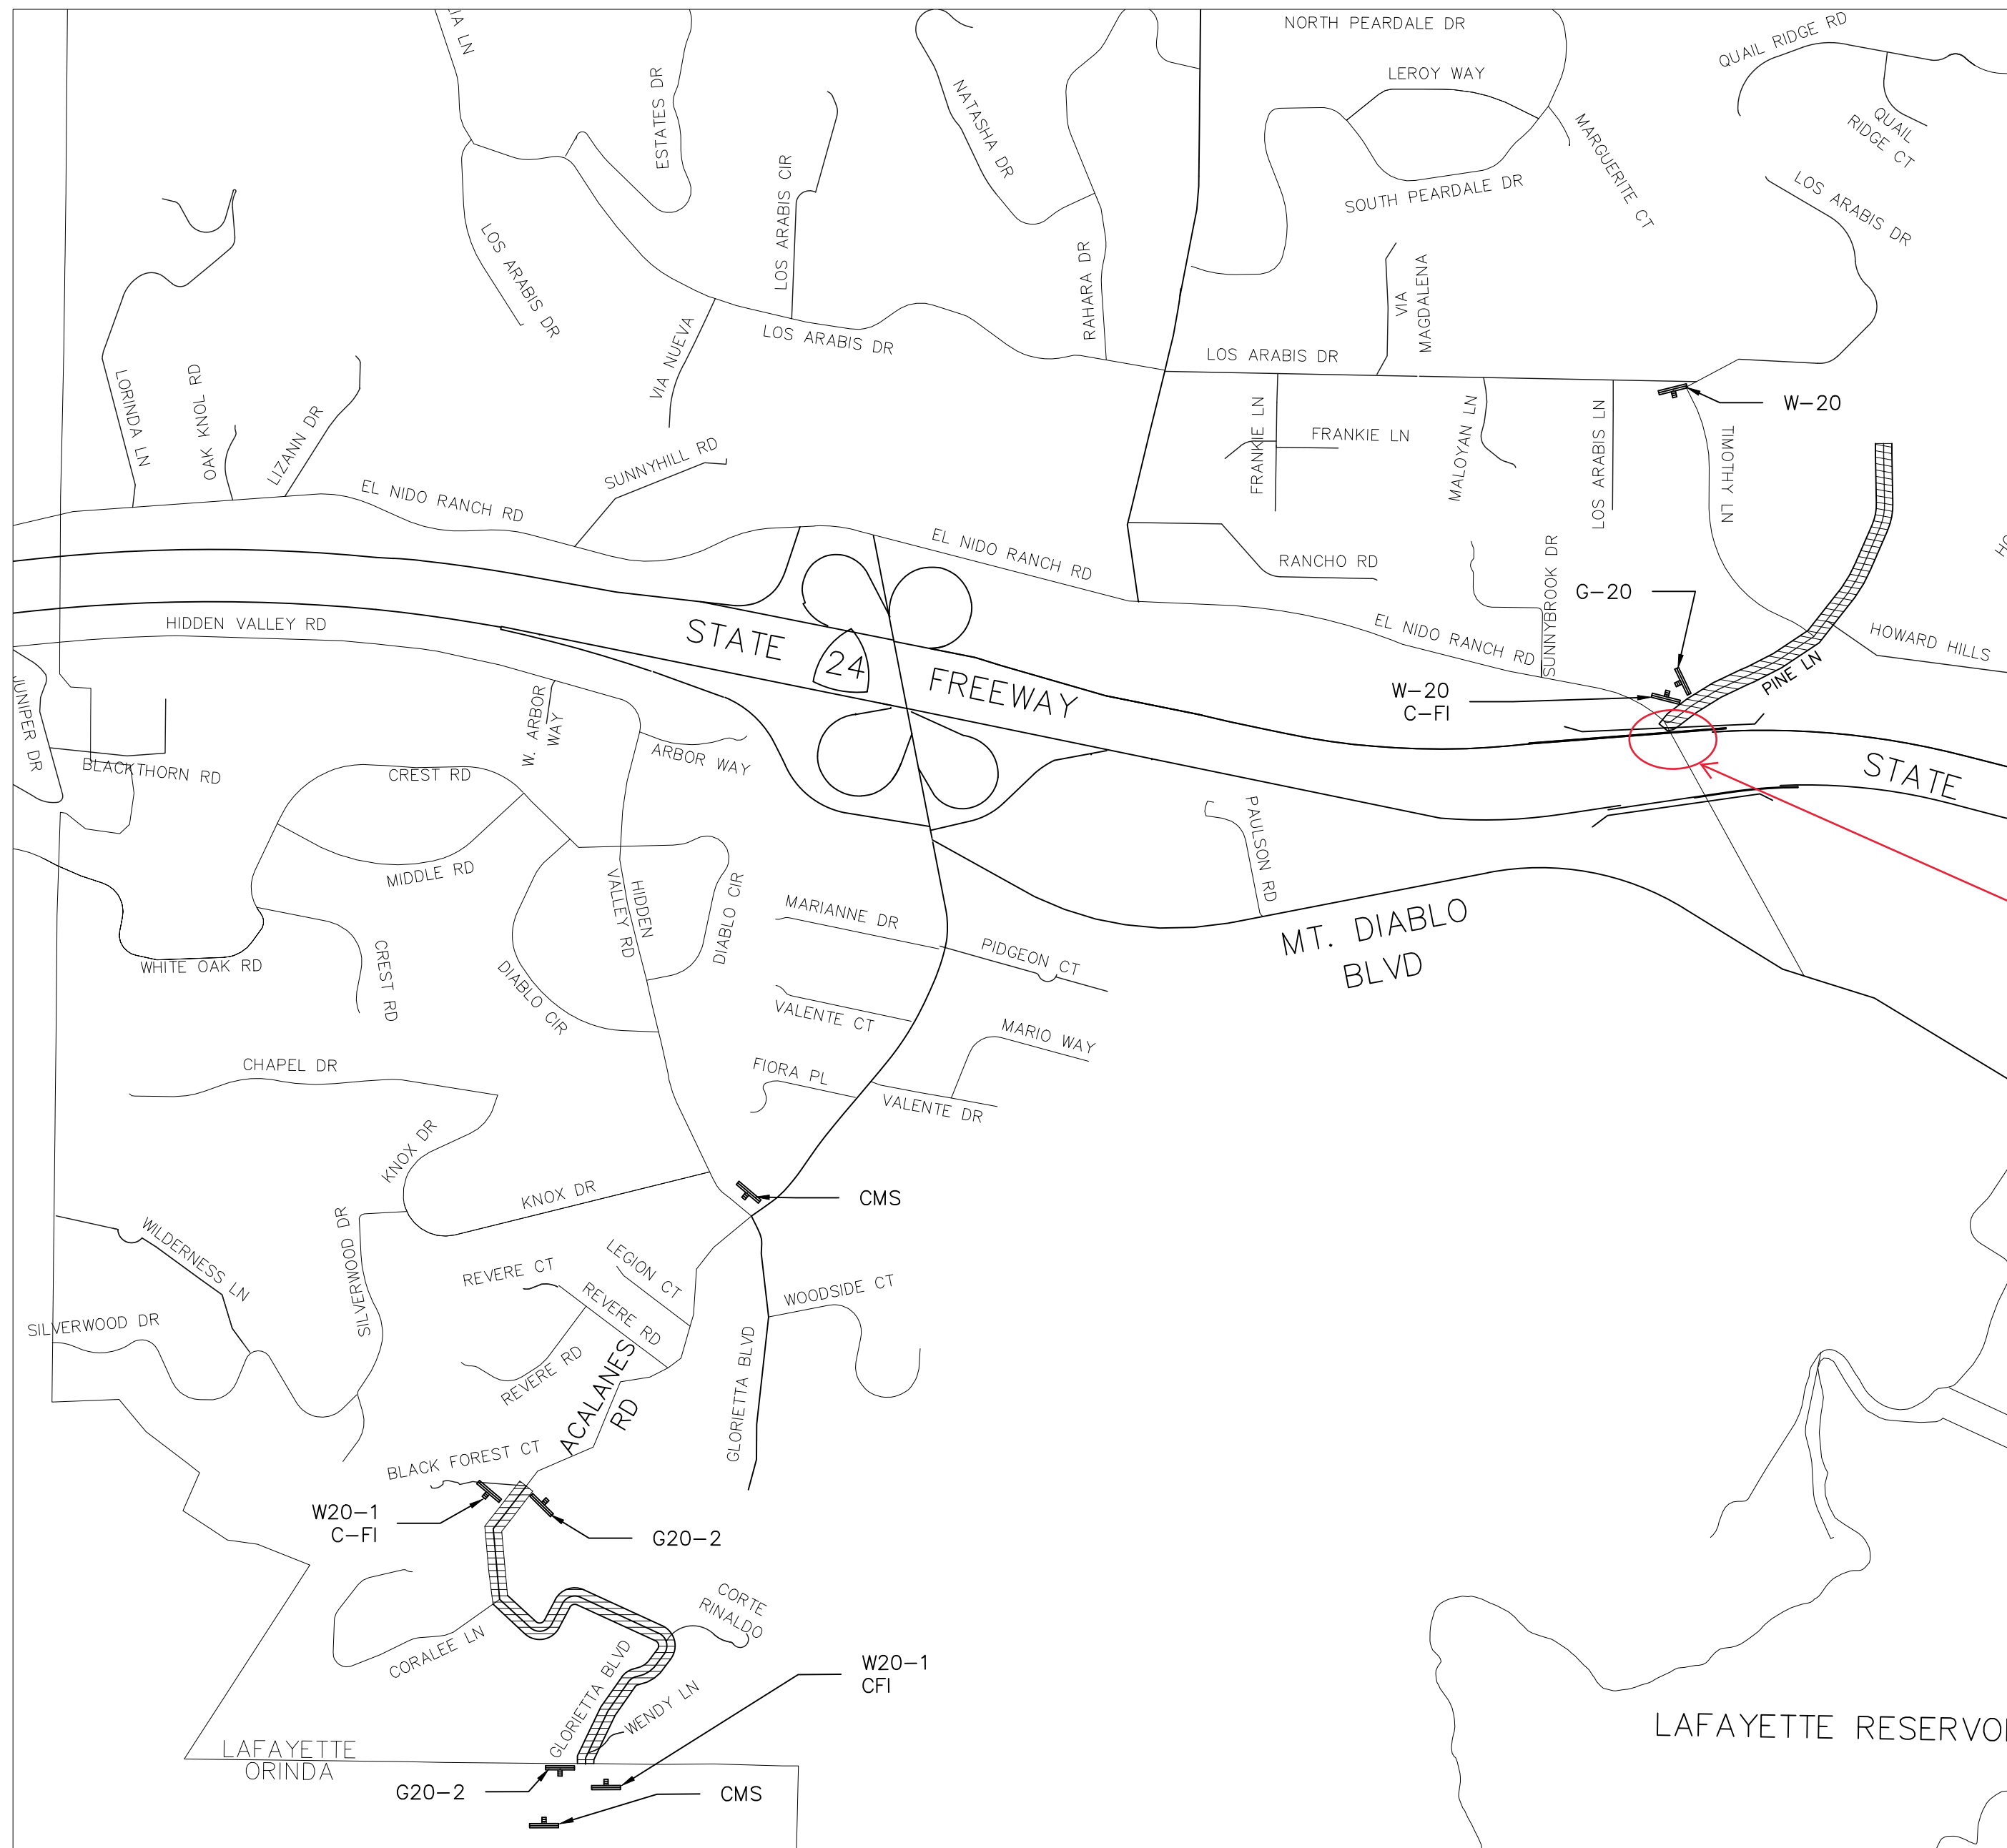 NORTH PEARDALE DR
QUAIL RIDGE RD
LEROY WAY
ESTATES DR
NATASHA DR
MARGUERITE CT
QUAIL
RIDGE CT
LOS ARABIS CIR
SOUTH PEARDALE DR
LOS ARABIS DR
LOS ARABIS DR
RAHARA DR
VIA
MAGDALENA
VIA NUEVA
LOS ARABIS DR
LOS ARABIS DR
LORINDA LN
OAK KNOL RD
LIZANN DR
W-20
FRANKIE LN
FRANKIE LN
MALOYAN LN
LOS ARABIS LN
TIMOTHY LN
SUNNYHILL RD
EL NIDO RANCH RD
EL NIDO RANCH RD
RANCHO RD
SUNNYBROOK DR
G-20
HIDDEN VALLEY RD
STATE
24
FREEWAY
EL NIDO RANCH RD
HOWARD HILLS
PINE LN
W-20
C-FI
JUNIPER DR
W. ARBOR
WAY
ARBOR WAY
BLACKTHORN RD
CREST RD
STATE
MIDDLE RD
HIDDEN
VALLEY RD
DIABLO CIR
PAULSON RD
MARIANNE DR
MT. DIABLO
BLVD
WHITE OAK RD
CREST RD
DIABLO CIR
PIDGEON CT
VALENTE CT
MARIO WAY
CHAPEL DR
FIORA PL
VALENTE DR
KNOX DR
KNOX DR
CMS
WILDERNESS LN
SILVERWOOD DR
REVERE CT
LEGION CT
REVERE RD
WOODSIDE CT
SILVERWOOD DR
REVERE RD
ACALANES
RD
GLORIETTA BLVD
BLACK FOREST CT
W20-1
C-FI
G20-2
CORTE
RINALDO
CORALEE LN
GLORIETTA BLVD
W20-1
CFI
WENDY LN
LAFAYETTE
ORINDA
LAFAYETTE RESERVOI
G20-2
CMS